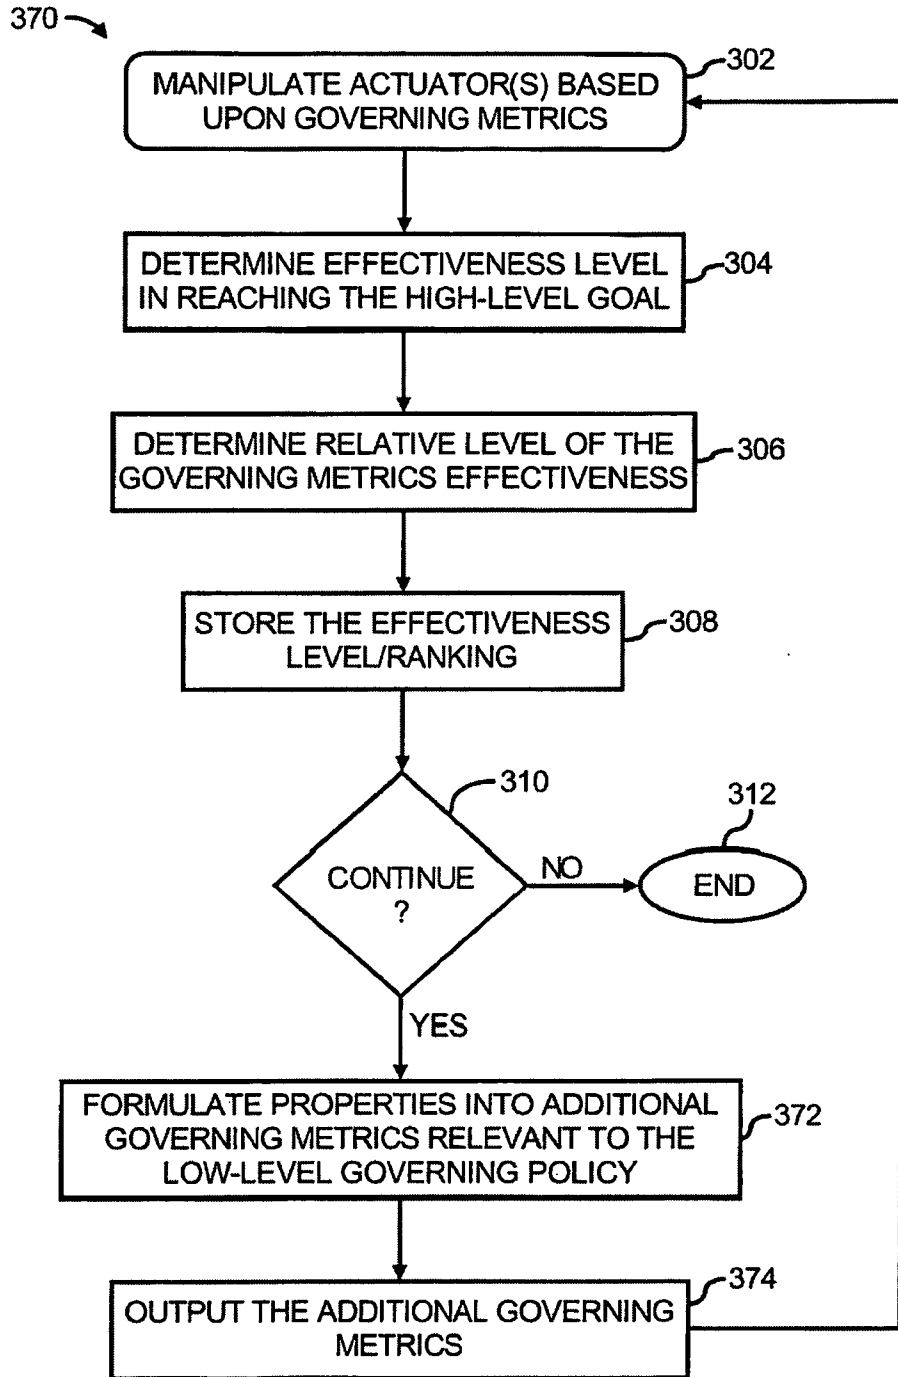 370
MANIPULATE ACTUATOR(S) BASED
UPON GOVERNING METRICS
302
DETERMINE EFFECTIVENESS LEVEL
IN REACHING THE HIGH-LEVEL GOAL
304
DETERMINE RELATIVE LEVEL OF THE
GOVERNING METRICS EFFECTIVENESS
306
STORE THE EFFECTIVENESS
LEVEL/RANKING
308
310
CONTINUE
?
NO
312
END
YES
FORMULATE PROPERTIES INTO ADDITIONAL
GOVERNING METRICS RELEVANT TO THE
LOW-LEVEL GOVERNING POLICY
372
374
OUTPUT THE ADDITIONAL GOVERNING
METRICS